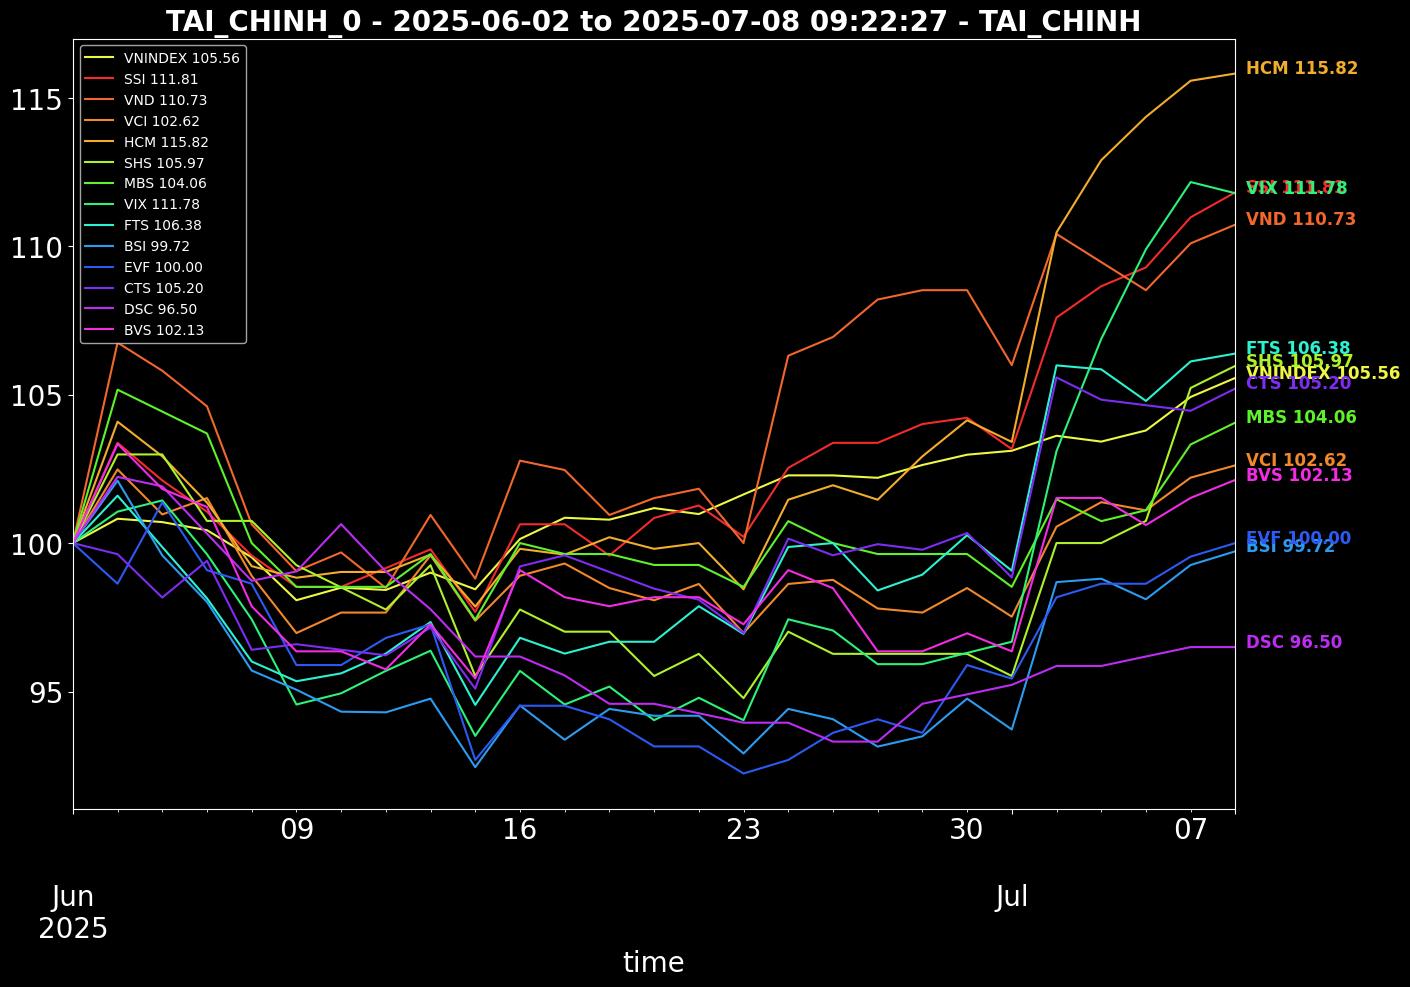 TAI_CHINH_0 - 2025-06-02 to 2025-07-08 09:22:27 - TAI_CHINH
VNINDEX 105.56
SSI 111.81
VND 110.73
VCI 102.62
HCM 115.82
SHS 105.97
MBS 104.06
VIX 111.78
FTS 106.38
BSI 99.72
EVF 100.00
CTS 105.20
DSC 96.50
BVS 102.13
115
110
105
100
95
HCM 115.82
SSI 111.81
VIX 111.78
VND 110.73
FTS 106.38
SHS 105.97
VNINDEX 105.56
CTS 105.20
MBS 104.06
VCI 102.62
BVS 102.13
EVF 100.00
BSI 99.72
DSC 96.50
09 16 23 30 07
Jun Jul
2025
time